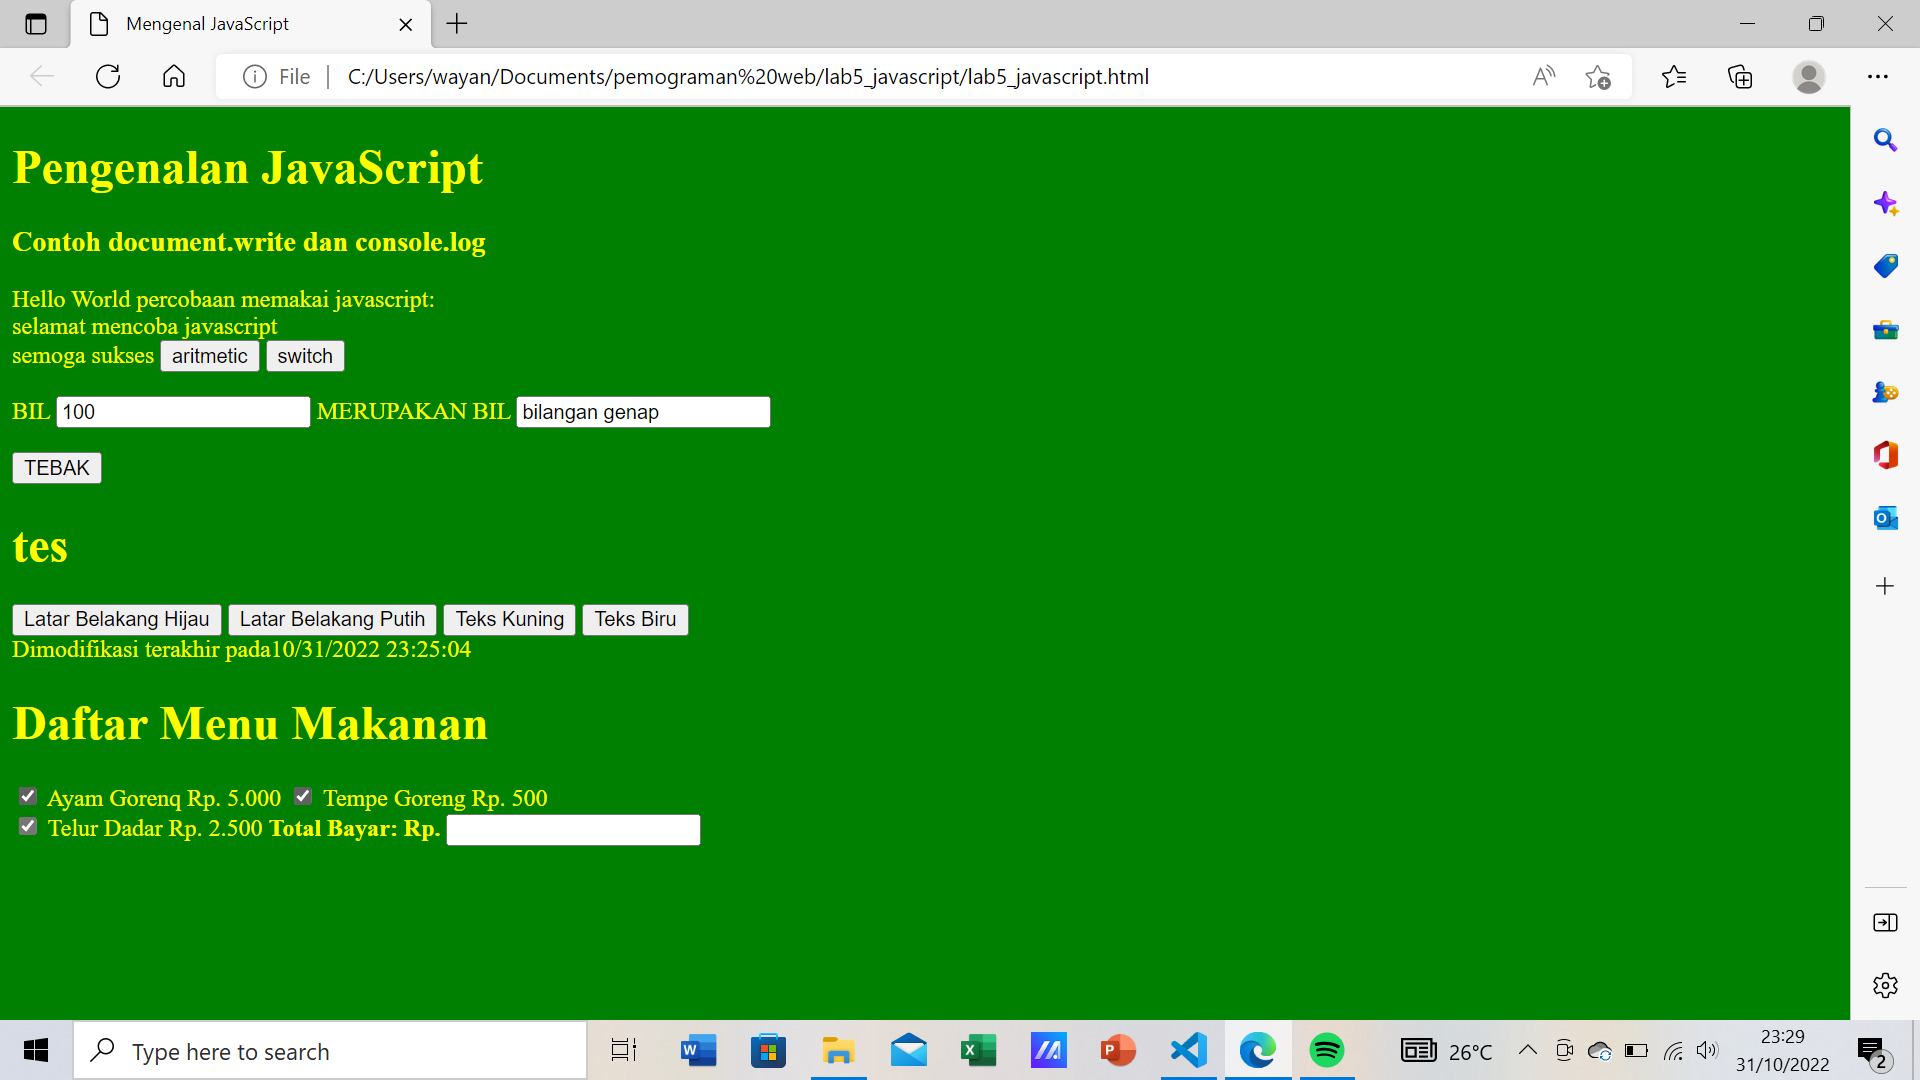 Mengenal JavaScript
File
C:/Users/wayan/Documents/pemograman%20web/lab5_javascript/lab5_javascript.html
Pengenalan JavaScript
Contoh document.write dan console.log
Hello World percobaan memakai javascript:
selamat mencoba javascript
semoga sukses aritmetic switch
BIL 100 MERUPAKAN BIL bilangan genap
TEBAK
tes
Latar Belakang Hijau Latar Belakang Putih Teks Kuning Teks Biru
Dimodifikasi terakhir pada10/31/2022 23:25:04
Daftar Menu Makanan
Ayam Gorenq Rp. 5.000 Tempe Goreng Rp. 500
Telur Dadar Rp. 2.500 Total Bayar: Rp.
Type here to search
26°C
23:29
31/10/2022
2